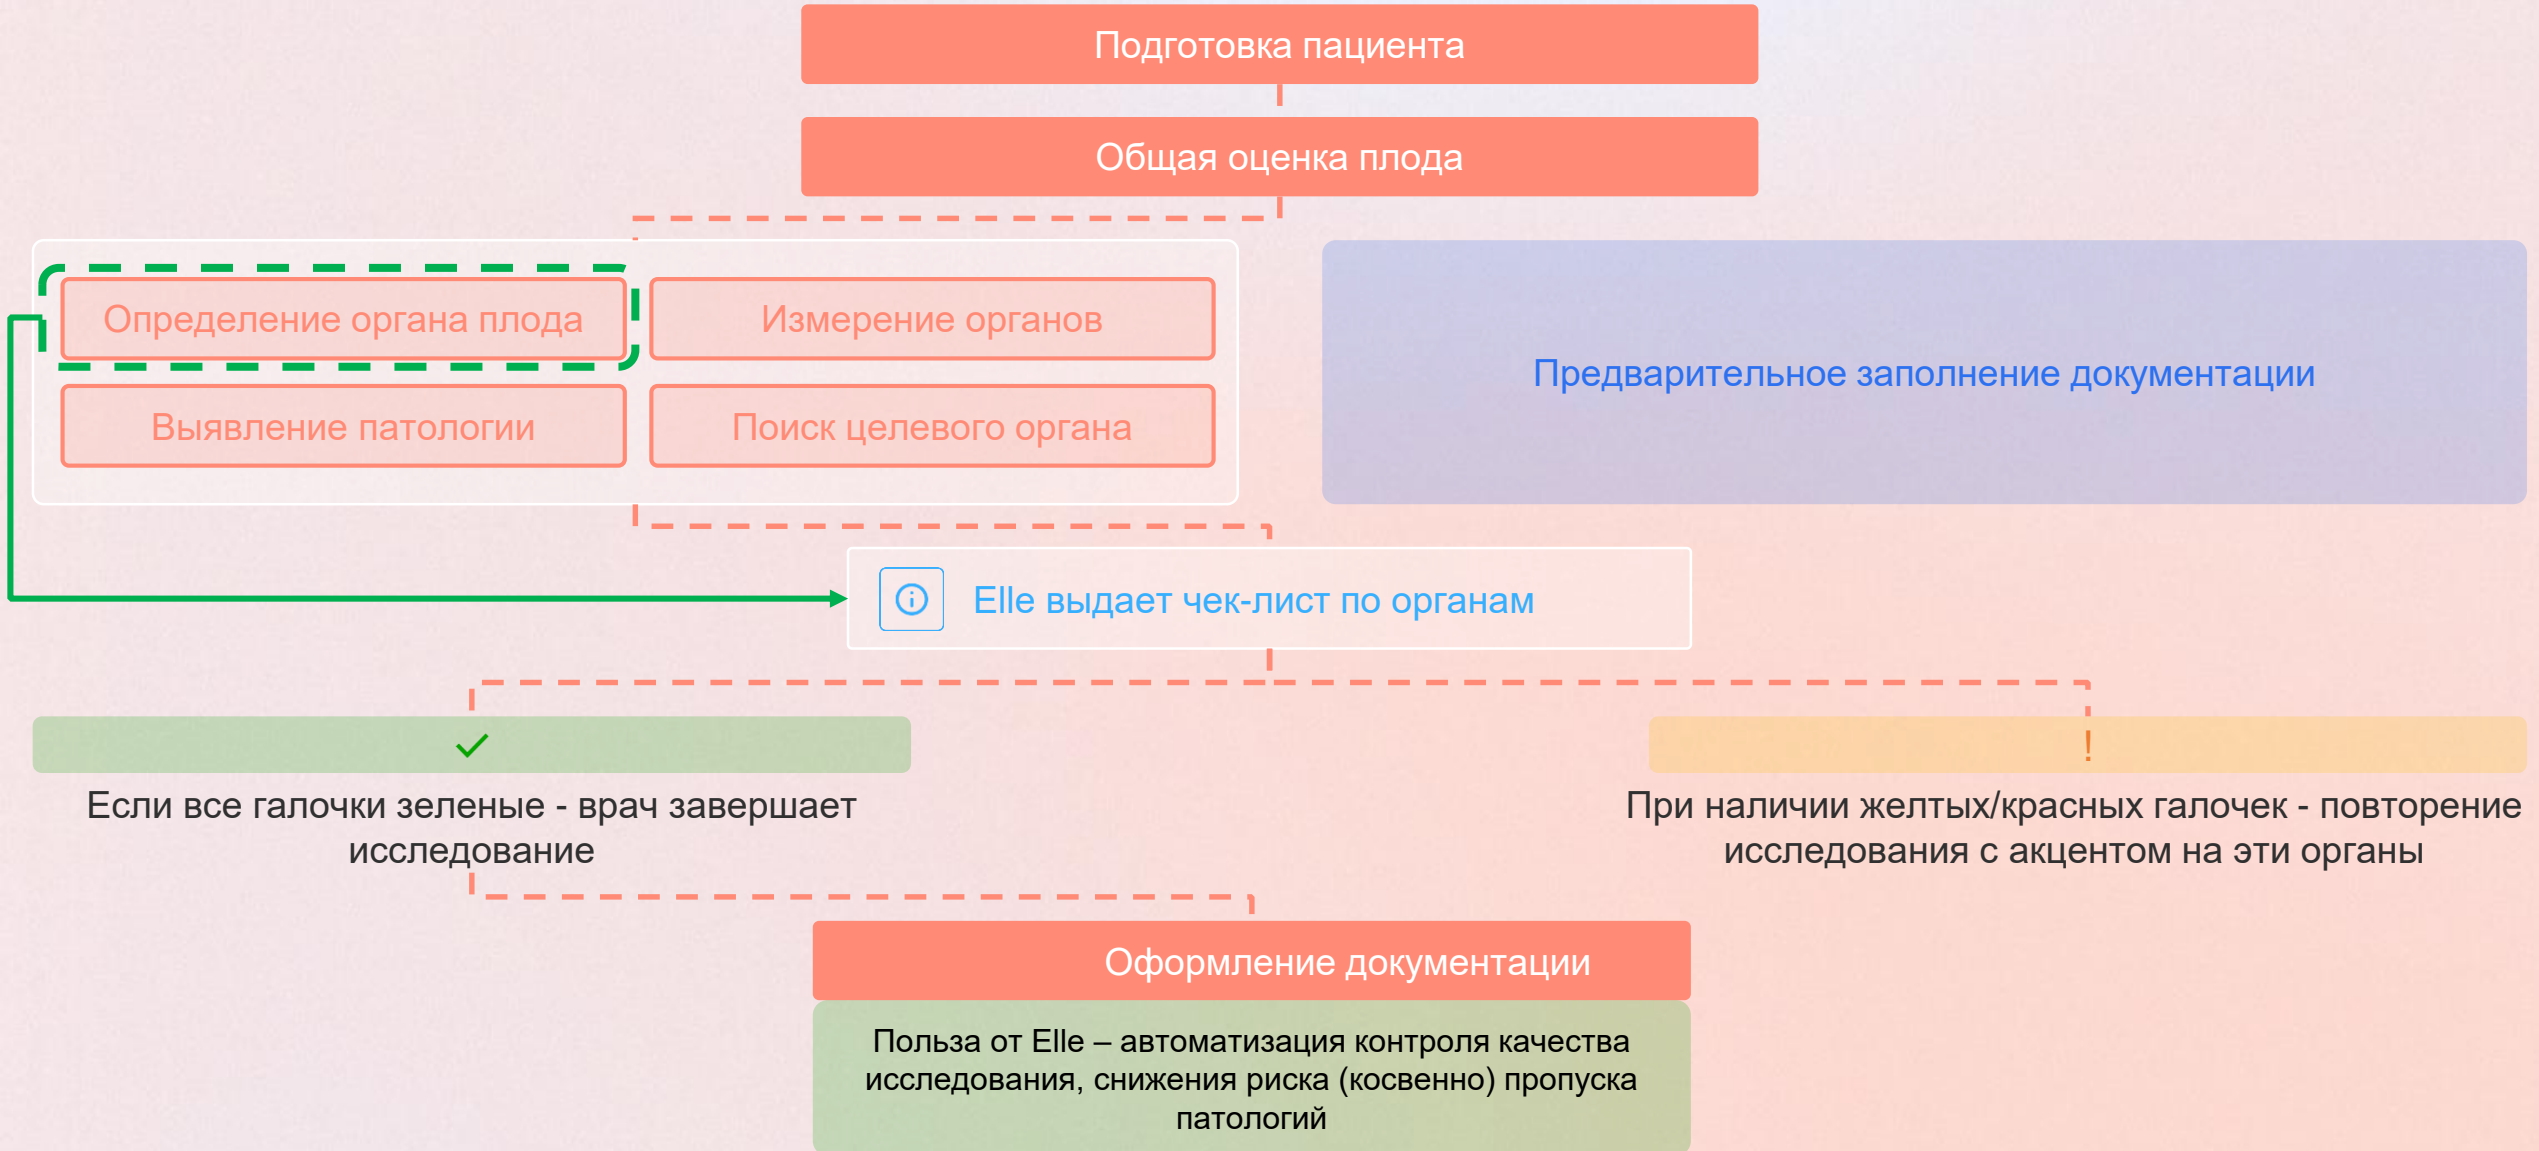 Подготовка пациента
Общая оценка плода
Определение органа плода
Измерение органов
Выявление патологии
Поиск целевого органа
Предварительное заполнение документации
Elle выдает чек-лист по органам
!
Если все галочки зеленые - врач завершает
исследование
При наличии желтых/красных галочек - повторение
исследования с акцентом на эти органы
Оформление документации
Польза от Elle – автоматизация контроля качества
исследования, снижения риска (косвенно) пропуска
патологий